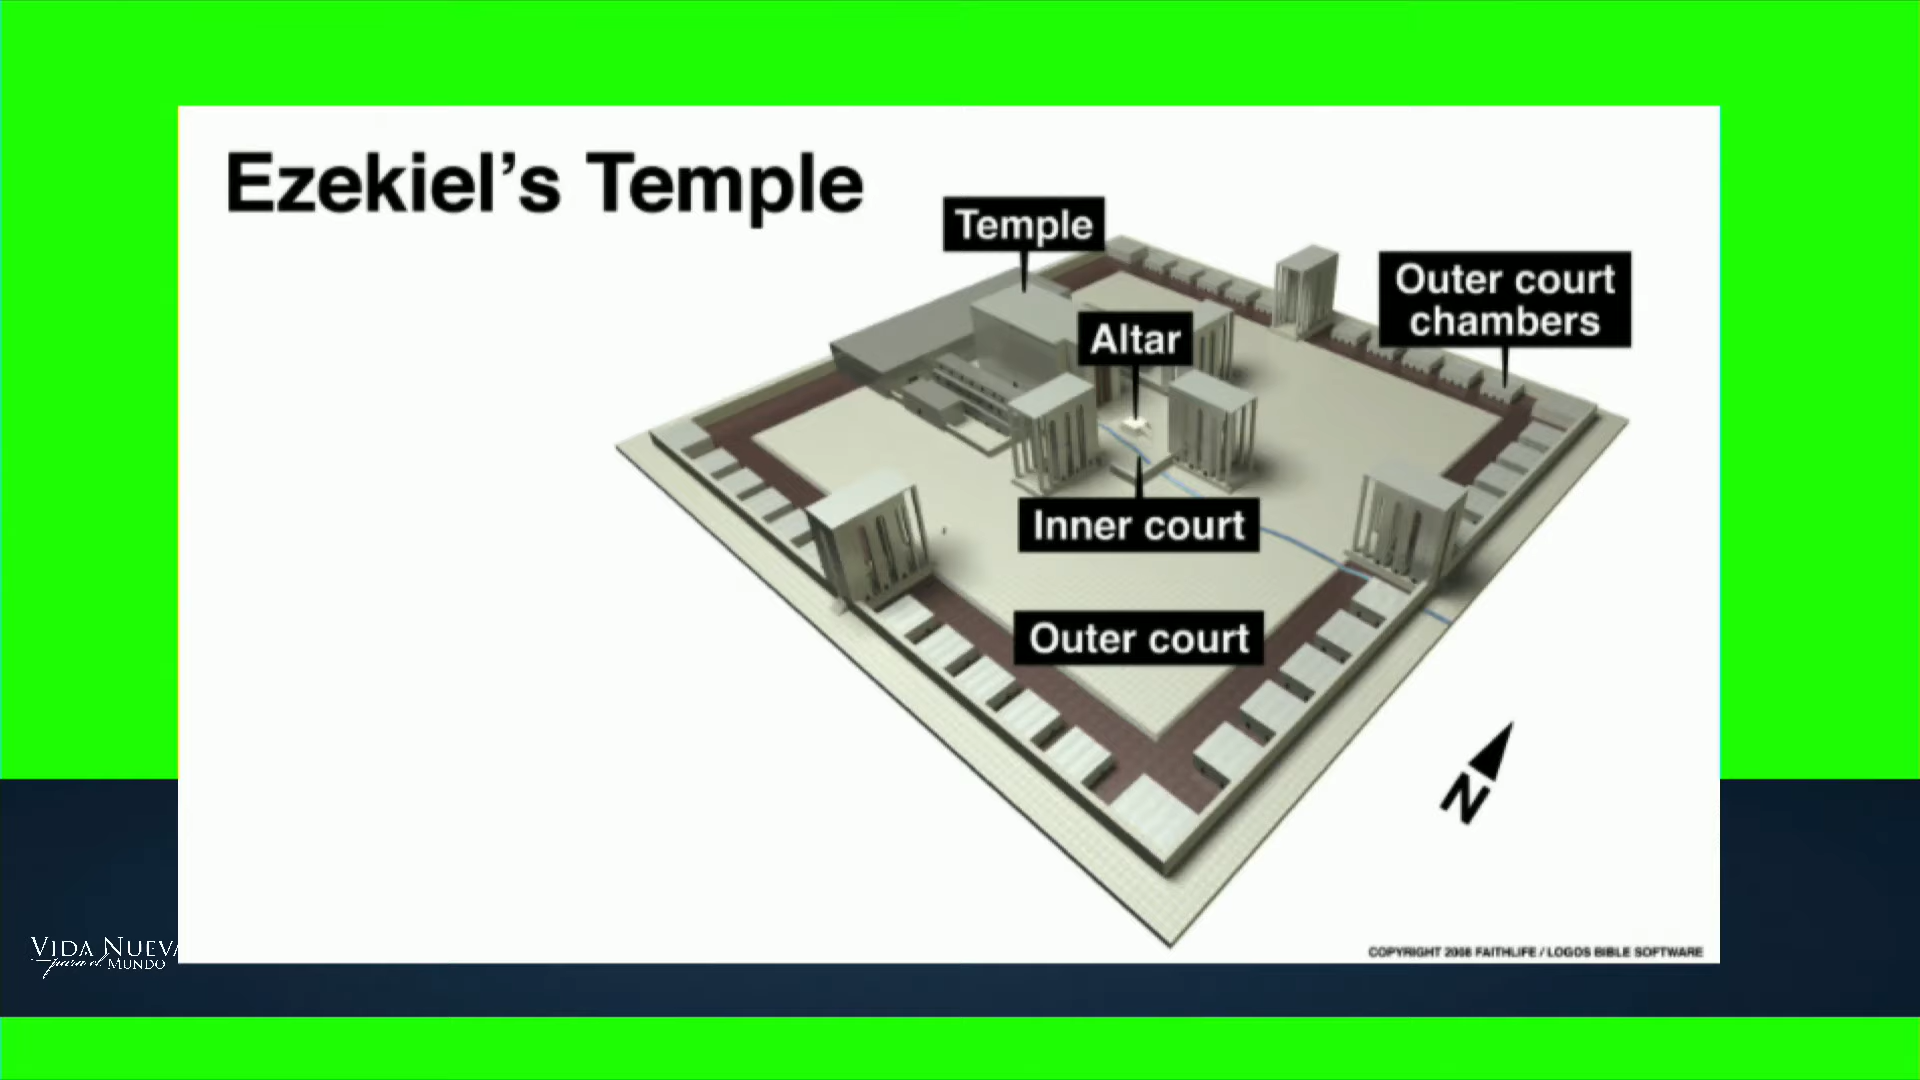 Ezekiel's Temple
Temple
Outer court
chambers
Altar
Inner court
Outer court
N
VIDA NUEVA
para el MUNDO
COPYRIGHT 2008 FAITHLIFE / LOGOS BIBLE SOFTWARE